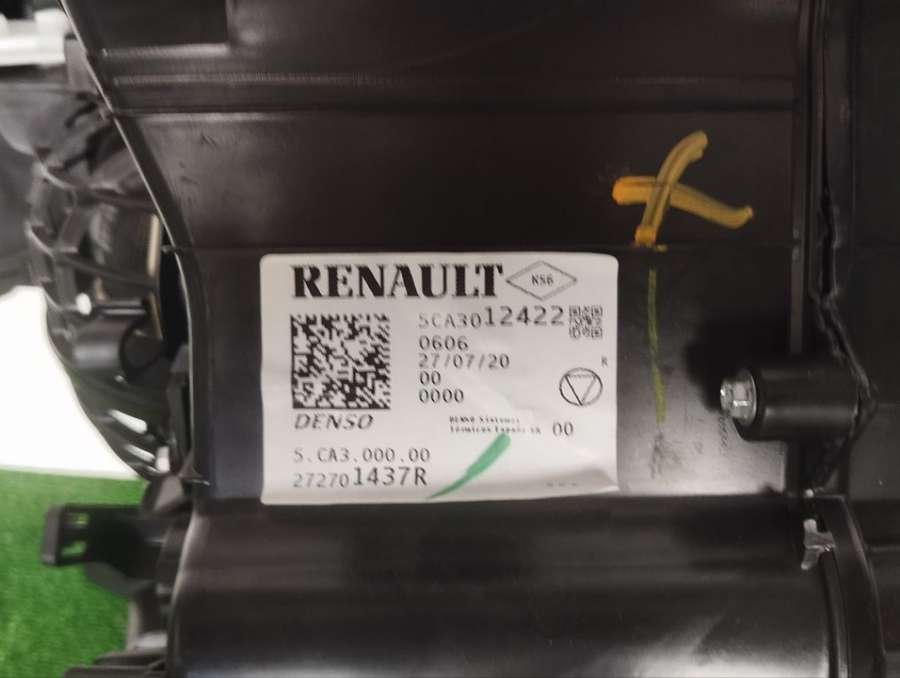 RENAULT
KS6
5CA3012422
0606
27/07/20
00
0000
R
DENSO
00
5.CA3.000.00
272701437R